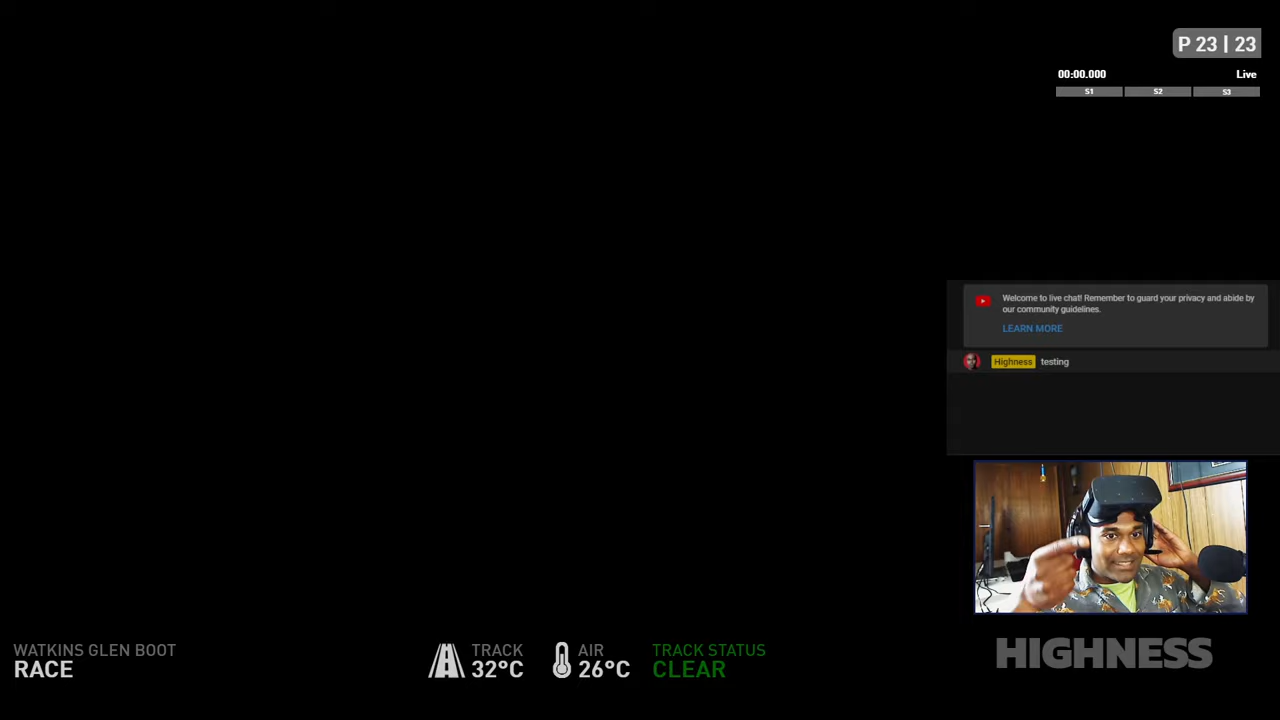 P 23 | 23
00:00.000 Live
S1 S2 S3
Welcome to live chat! Remember to guard your privacy and abide by
our community guidelines.
LEARN MORE
Highness testing
WATKINS GLEN BOOT
RACE
TRACK
32°C
AIR
26°C
TRACK STATUS
CLEAR
HIGHNESS